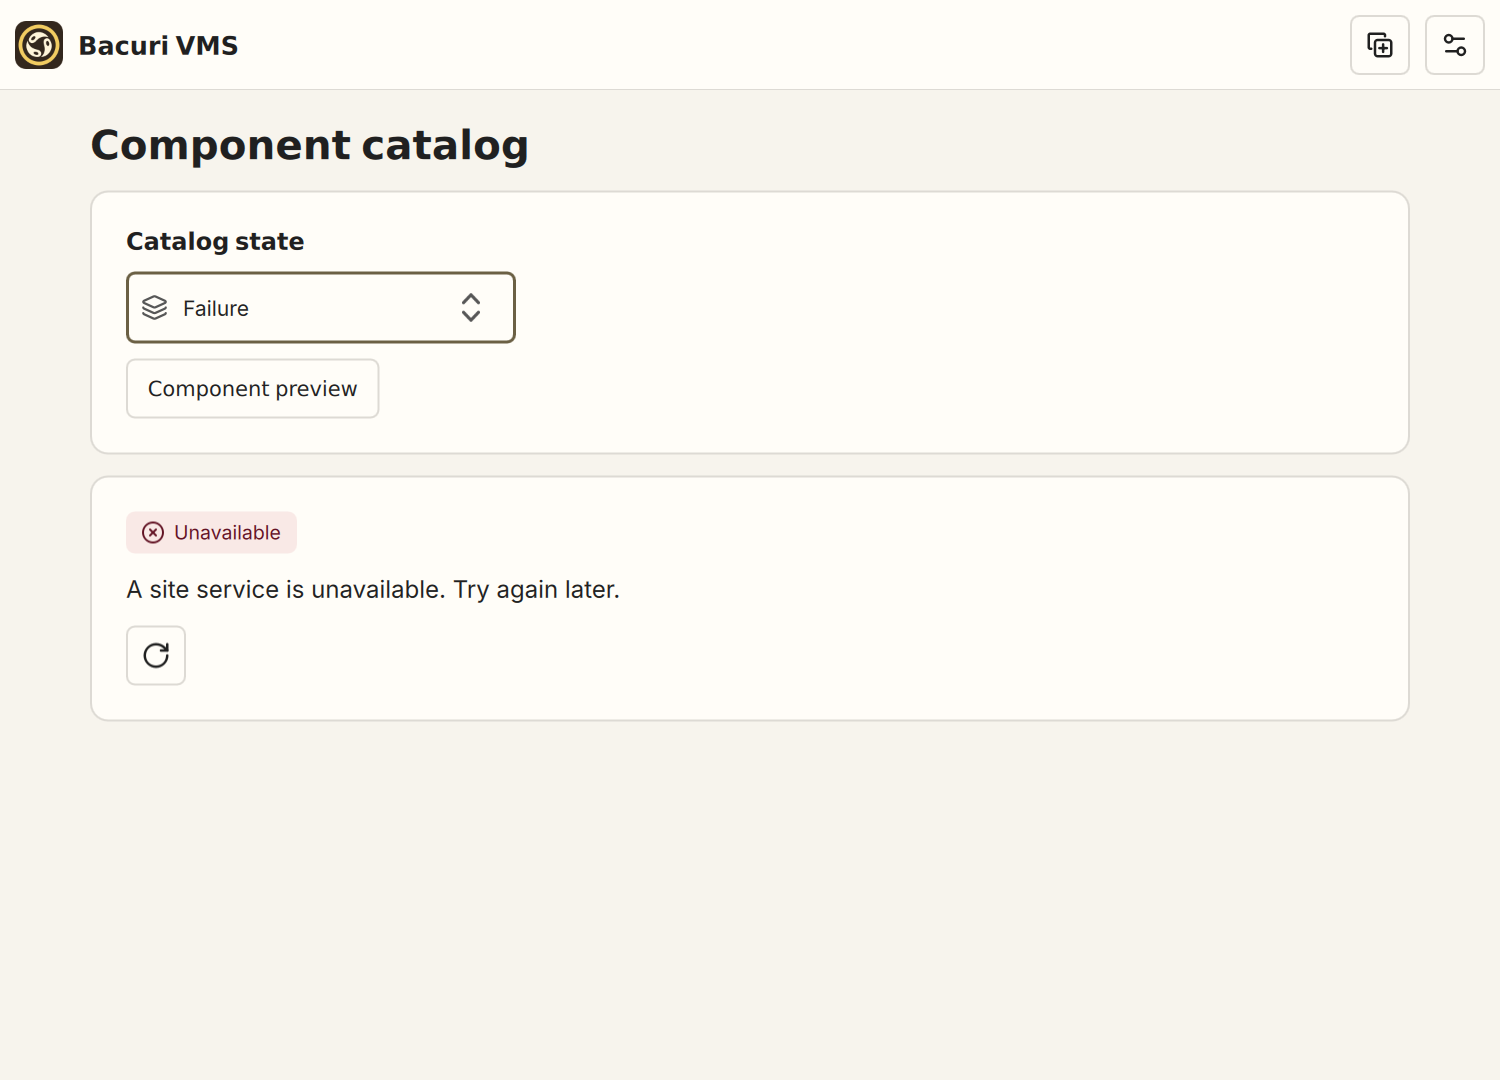 Bacuri VMS
Component catalog
Catalog state
Failure
Component preview
Unavailable
A site service is unavailable. Try again later.